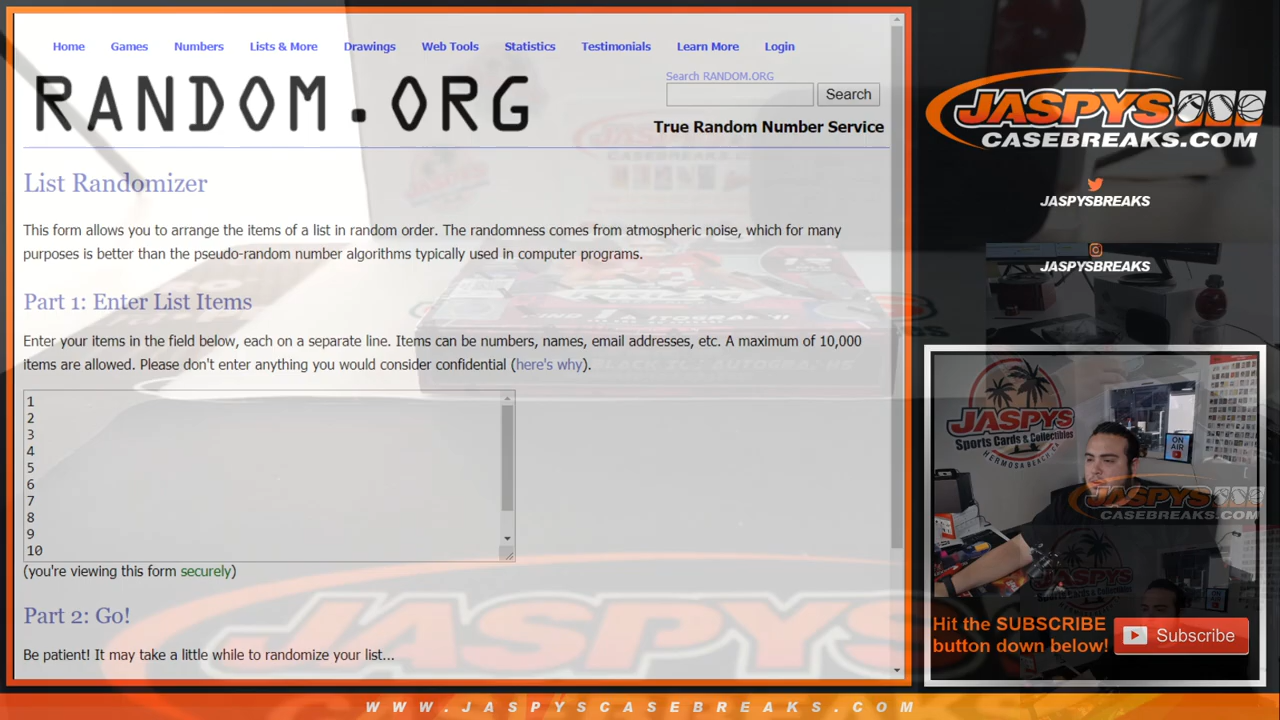 Home Games Numbers Lists & More Drawings Web Tools Statistics Testimonials Learn More Login
RANDOM.ORG
Search RANDOM.ORG
Search
True Random Number Service
List Randomizer
This form allows you to arrange the items of a list in random order. The randomness comes from atmospheric noise, which for many
purposes is better than the pseudo-random number algorithms typically used in computer programs.
Part 1: Enter List Items
Enter your items in the field below, each on a separate line. Items can be numbers, names, email addresses, etc. A maximum of 10,000
items are allowed. Please don't enter anything you would consider confidential (here's why).
1
2
3
4
5
6
7
8
9
10
(you're viewing this form securely)
Part 2: Go!
Be patient! It may take a little while to randomize your list...
JASPYS
CASEBREAKS.COM
JASPYSBREAKS
JASPYSBREAKS
JASPYS
Sports Cards & Collectibles
HERMOSA BEACH, CA
ON
AIR
JASPYS
CASEBREAKS.COM
Hit the SUBSCRIBE
button down below!
Subscribe
JASPYS
WWW.JASPYSCASEBREAKS.COM